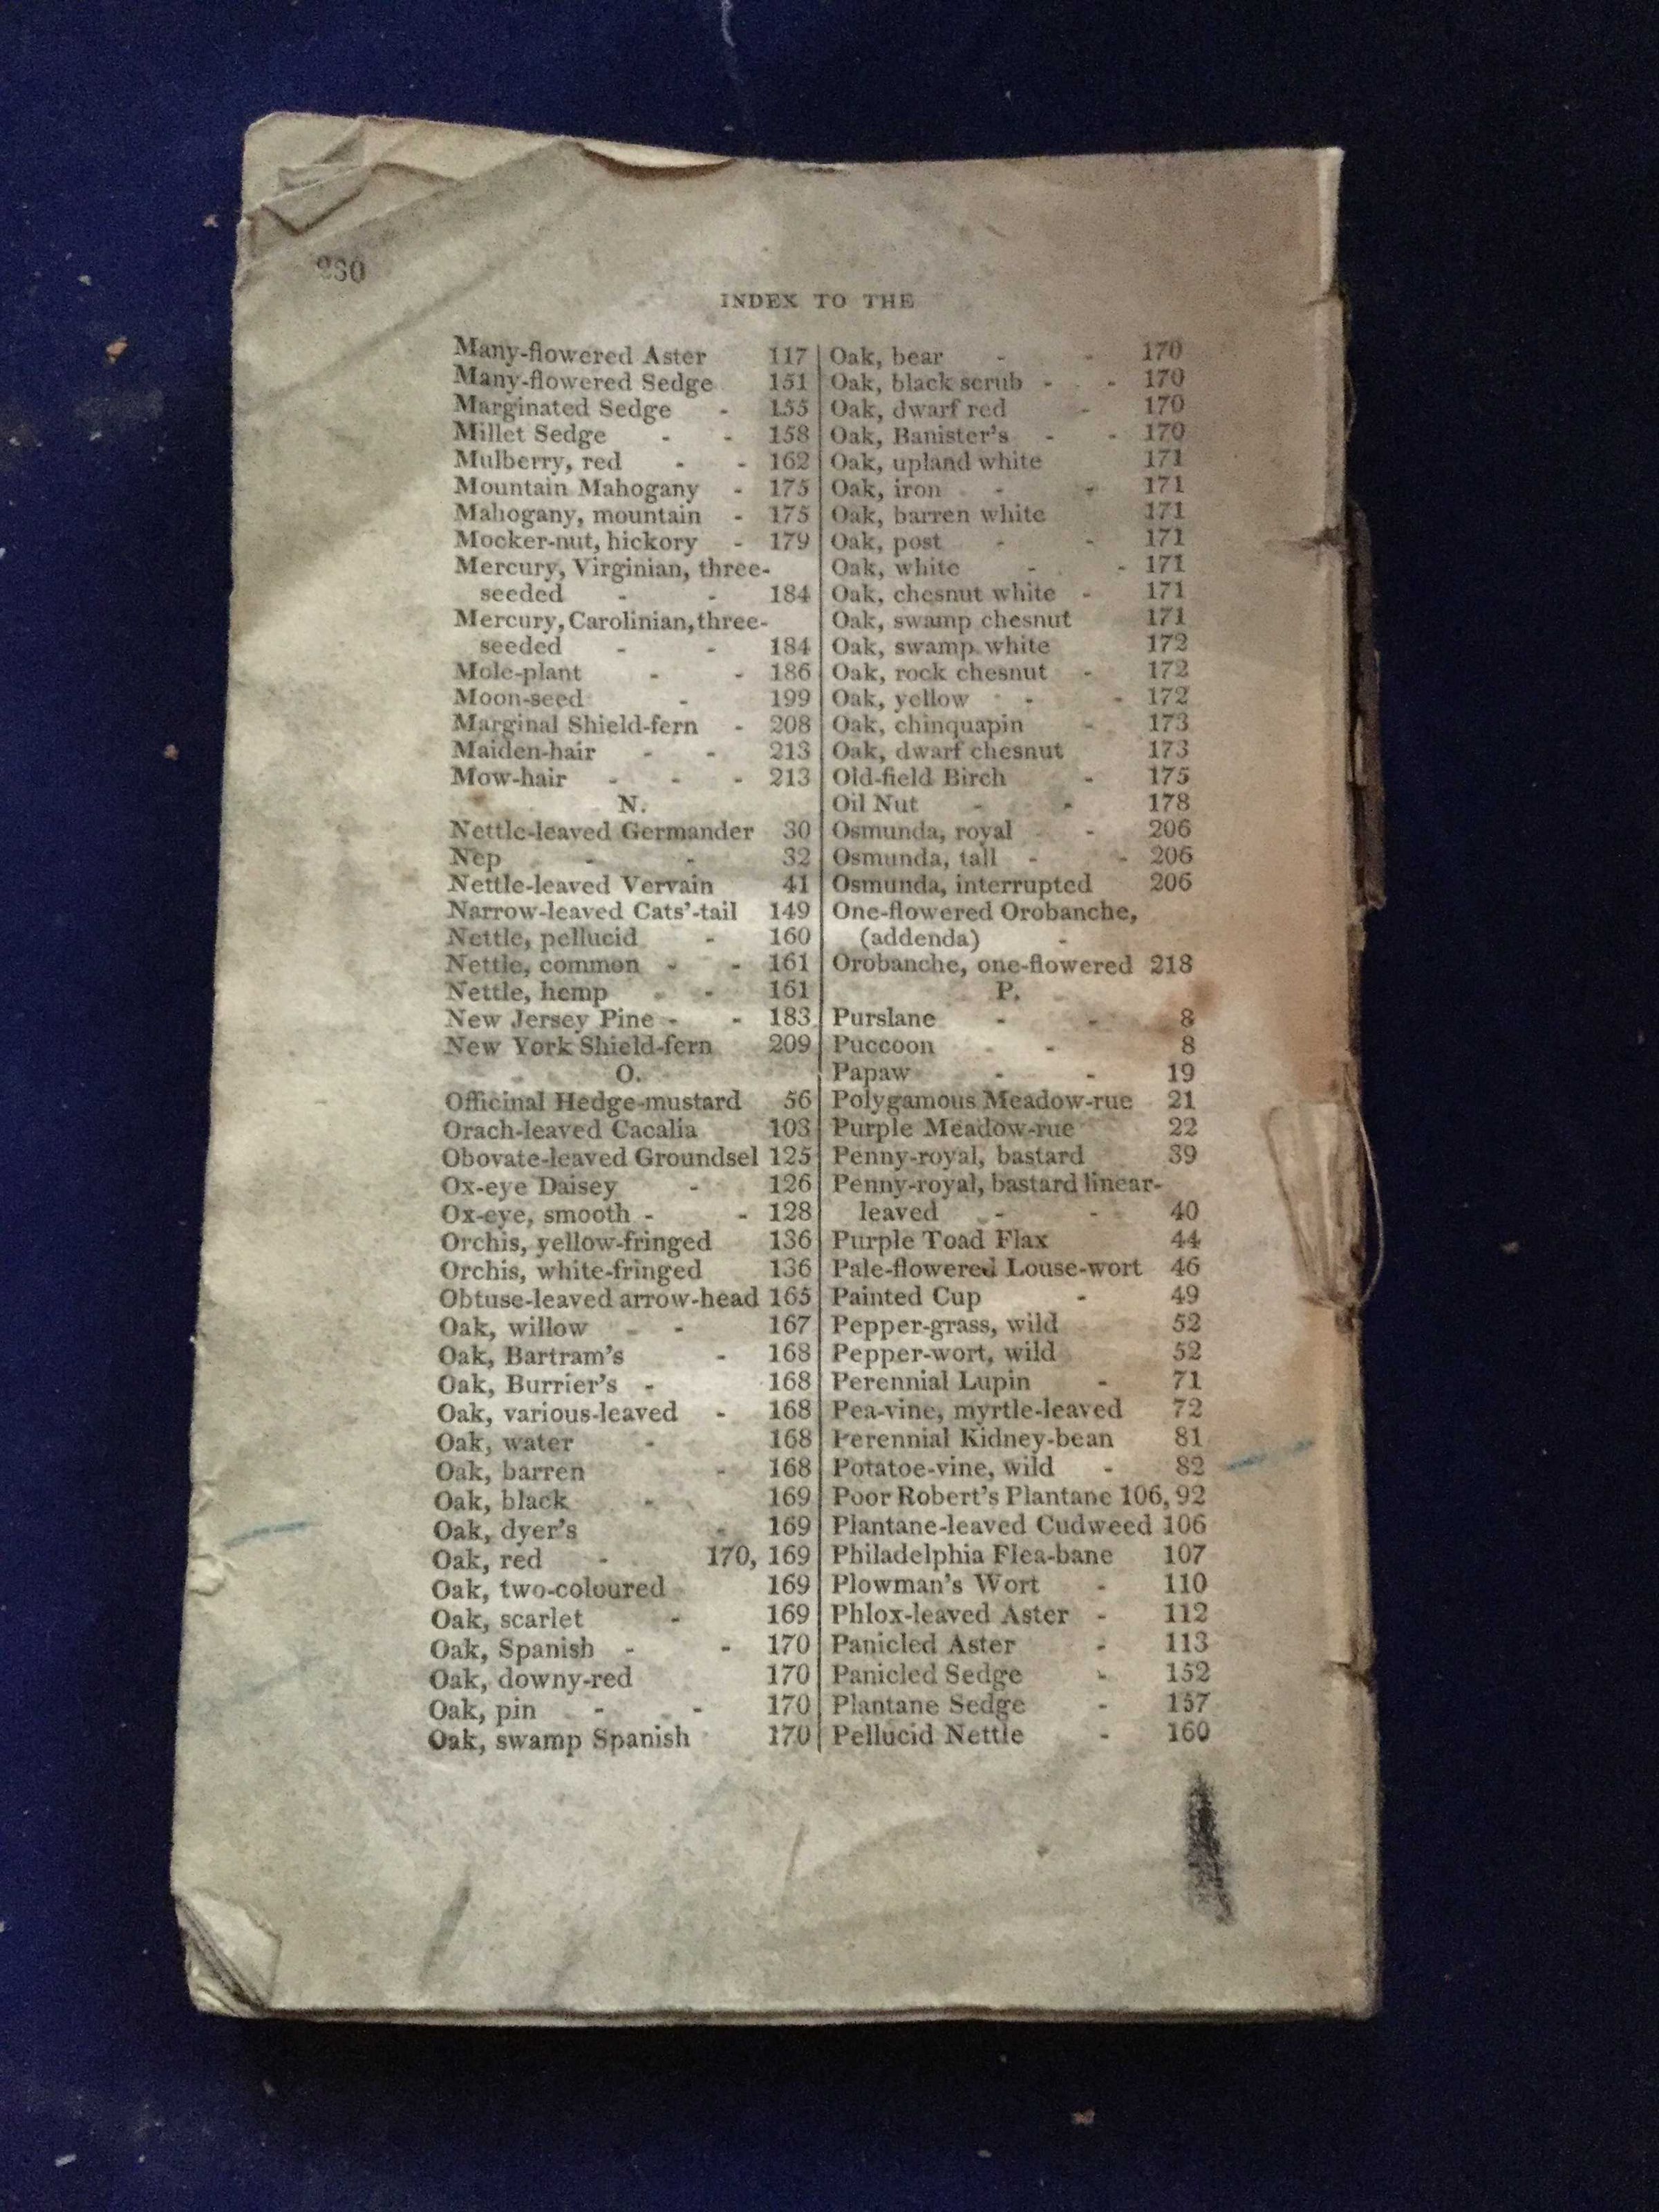 230
INDEX TO THE
Many-flowered Aster 117
Many-flowered Sedge 151
Marginated Sedge - 155
Millet Sedge - - 158
Mulberry, red - - 162
Mountain Mahogany - 175
Mahogany, mountain - 175
Mocker-nut, hickory - 179
Mercury, Virginian, three-
seeded - - 184
Mercury, Carolinian, three-
seeded - - 184
Mole-plant - - 186
Moon-seed - 199
Marginal Shield-fern - 208
Maiden-hair - - 213
Mow-hair - - - 213
N.
Nettle-leaved Germander 30
Nep - - 32
Nettle-leaved Vervain 41
Narrow-leaved Cats'-tail 149
Nettle, pellucid - 160
Nettle, common - - 161
Nettle, hemp - - 161
New Jersey Pine - - 183
New York Shield-fern 209
O.
Officinal Hedge-mustard 56
Orach-leaved Cacalia 103
Obovate-leaved Groundsel 125
Ox-eye Daisey - 126
Ox-eye, smooth - - 128
Orchis, yellow-fringed 136
Orchis, white-fringed 136
Obtuse-leaved arrow-head 165
Oak, willow - - 167
Oak, Bartram's - 168
Oak, Burrier's - 168
Oak, various-leaved - 168
Oak, water - 168
Oak, barren - 168
Oak, black - 169
Oak, dyer's - 169
Oak, red - 170, 169
Oak, two-coloured 169
Oak, scarlet - 169
Oak, Spanish - - 170
Oak, downy-red 170
Oak, pin - - 170
Oak, swamp Spanish 170
Oak, bear - - 170
Oak, black scrub - - 170
Oak, dwarf red - 170
Oak, Banister's - - 170
Oak, upland white 171
Oak, iron - - 171
Oak, barren white 171
Oak, post - - 171
Oak, white - - 171
Oak, chesnut white - 171
Oak, swamp chesnut 171
Oak, swamp white 172
Oak, rock chesnut - 172
Oak, yellow - - 172
Oak, chinquapin - 173
Oak, dwarf chesnut 173
Old-field Birch - 175
Oil Nut - - 178
Osmunda, royal - 206
Osmunda, tall - - 206
Osmunda, interrupted 206
One-flowered Orobanche,
(addenda) -
Orobanche, one-flowered 218
P.
Purslane - - 8
Puccoon - - 8
Papaw - - 19
Polygamous Meadow-rue 21
Purple Meadow-rue 22
Penny-royal, bastard 39
Penny-royal, bastard linear-
leaved - - 40
Purple Toad Flax 44
Pale-flowered Louse-wort 46
Painted Cup - 49
Pepper-grass, wild 52
Pepper-wort, wild 52
Perennial Lupin - 71
Pea-vine, myrtle-leaved 72
Perennial Kidney-bean 81
Potatoe-vine, wild - 82
Poor Robert's Plantane 106, 92
Plantane-leaved Cudweed 106
Philadelphia Flea-bane 107
Plowman's Wort - 110
Phlox-leaved Aster - 112
Panicled Aster - 113
Panicled Sedge - 152
Plantane Sedge - 157
Pellucid Nettle - 160